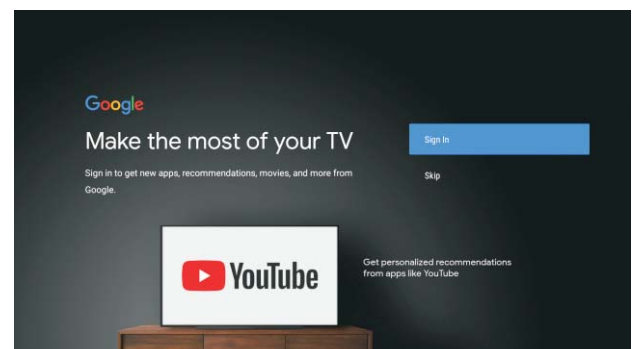 Google
Make the most of your TV
Sign in to get new apps, recommendations, movies, and more from
Google.
Sign In
Skip
YouTube
Get personalized recommendations
from apps like YouTube